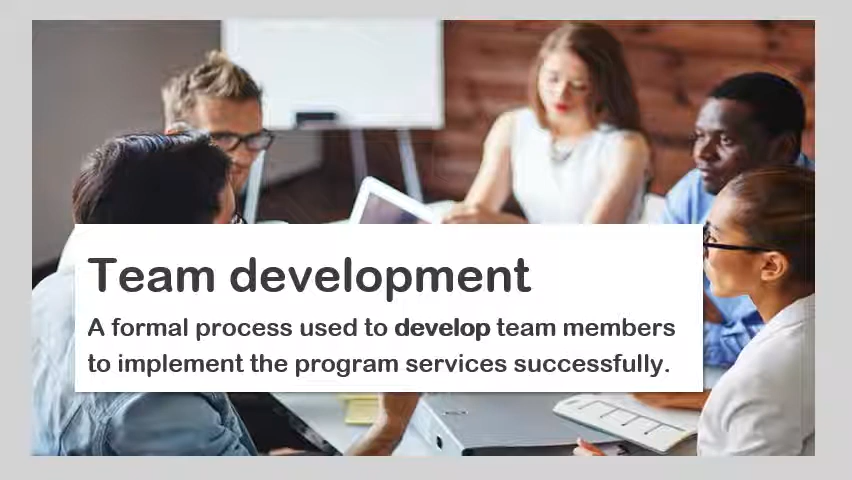 Team development
A formal process used to develop team members
to implement the program services successfully.